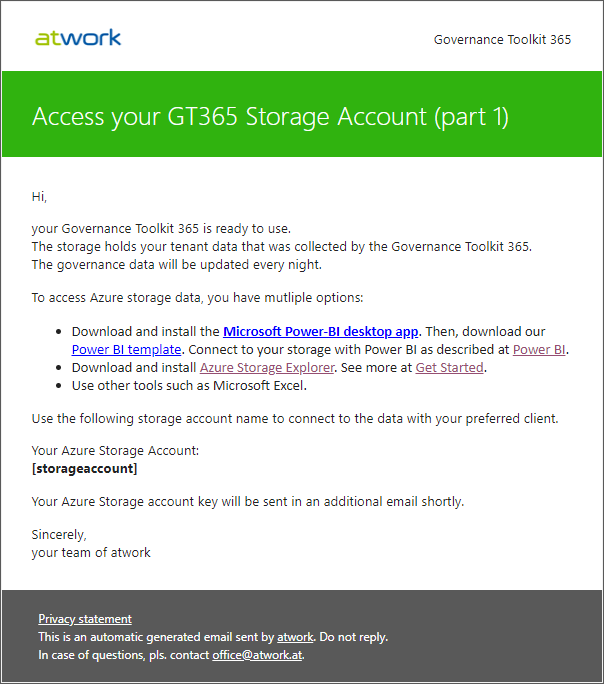 atwork
Governance Toolkit 365
Access your GT365 Storage Account (part 1)
Hi,
your Governance Toolkit 365 is ready to use.
The storage holds your tenant data that was collected by the Governance Toolkit 365.
The governance data will be updated every night.
To access Azure storage data, you have mutliple options:
• Download and install the Microsoft Power-BI desktop app. Then, download our
Power BI template. Connect to your storage with Power BI as described at Power BI.
• Download and install Azure Storage Explorer. See more at Get Started.
• Use other tools such as Microsoft Excel.
Use the following storage account name to connect to the data with your preferred client.
Your Azure Storage Account:
[storageaccount]
Your Azure Storage account key will be sent in an additional email shortly.
Sincerely,
your team of atwork
Privacy statement
This is an automatic generated email sent by atwork. Do not reply.
In case of questions, pls. contact office@atwork.at.